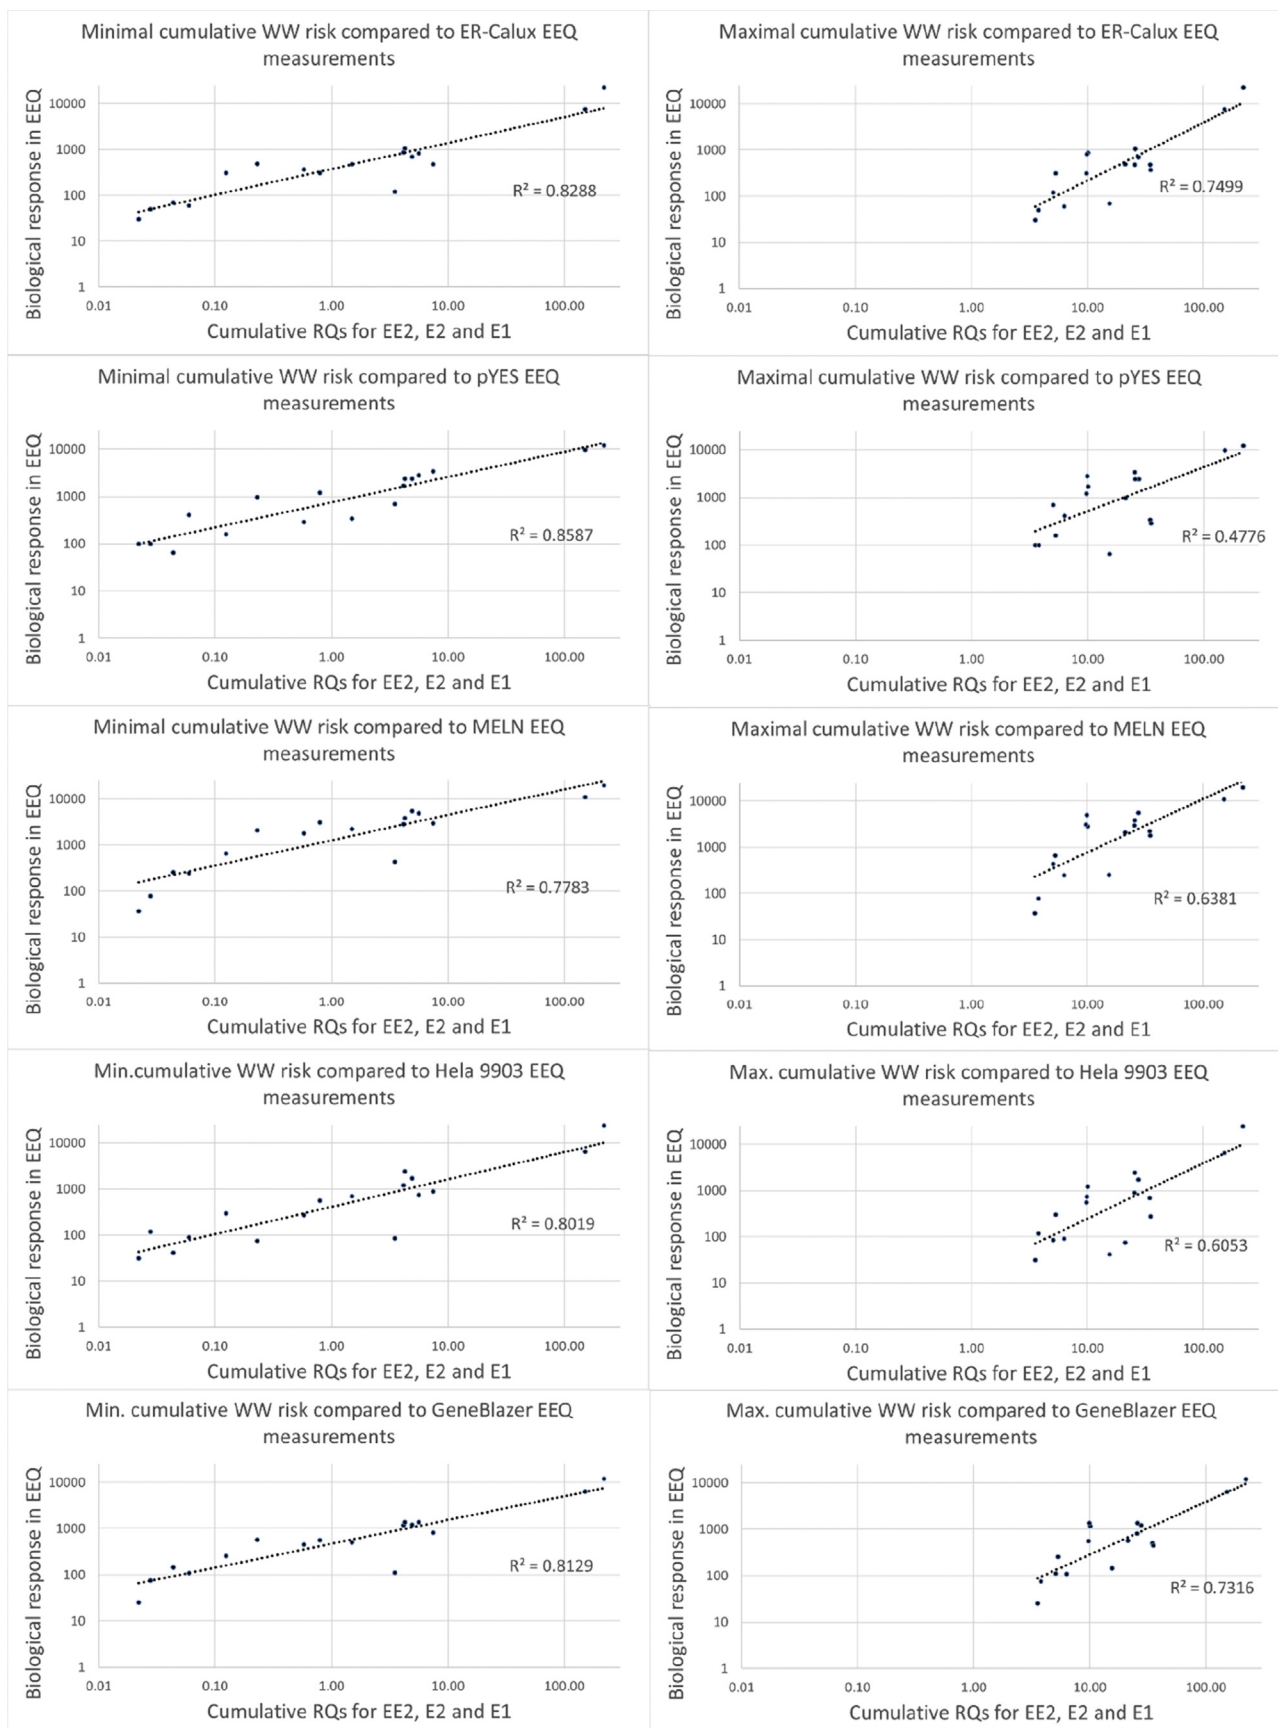 Minimal cumulative WW risk compared to ER-Calux EEQ
measurements
Biological response in EEQ
10000
1000
100
10
1
R² = 0.8288
0.01 0.10 1.00 10.00 100.00
Cumulative RQs for EE2, E2 and E1
Maximal cumulative WW risk compared to ER-Calux EEQ
measurements
Biological response in EEQ
10000
1000
100
10
1
R² = 0.7499
0.01 0.10 1.00 10.00 100.00
Cumulative RQs for EE2, E2 and E1
Minimal cumulative WW risk compared to pYES EEQ
measurements
Biological response in EEQ
10000
1000
100
10
1
R² = 0.8587
0.01 0.10 1.00 10.00 100.00
Cumulative RQs for EE2, E2 and E1
Maximal cumulative WW risk compared to pYES EEQ
measurements
Biological response in EEQ
10000
1000
100
10
1
R² = 0.4776
0.01 0.10 1.00 10.00 100.00
Cumulative RQs for EE2, E2 and E1
Minimal cumulative WW risk compared to MELN EEQ
measurements
Biological response in EEQ
10000
1000
100
10
1
R² = 0.7783
0.01 0.10 1.00 10.00 100.00
Cumulative RQs for EE2, E2 and E1
Maximal cumulative WW risk compared to MELN EEQ
measurements
Biological response in EEQ
10000
1000
100
10
1
R² = 0.6381
0.01 0.10 1.00 10.00 100.00
Cumulative RQs for EE2, E2 and E1
Min.cumulative WW risk compared to Hela 9903 EEQ
measurements
Biological response in EEQ
10000
1000
100
10
1
R² = 0.8019
0.01 0.10 1.00 10.00 100.00
Cumulative RQs for EE2, E2 and E1
Max. cumulative WW risk compared to Hela 9903 EEQ
measurements
Biological response in EEQ
10000
1000
100
10
1
R² = 0.6053
0.01 0.10 1.00 10.00 100.00
Cumulative RQs for EE2, E2 and E1
Min. cumulative WW risk compared to GeneBlazer EEQ
measurements
Biological response in EEQ
10000
1000
100
10
1
R² = 0.8129
0.01 0.10 1.00 10.00 100.00
Cumulative RQs for EE2, E2 and E1
Max. cumulative WW risk compared to GeneBlazer EEQ
measurements
Biological response in EEQ
10000
1000
100
10
1
R² = 0.7316
0.01 0.10 1.00 10.00 100.00
Cumulative RQs for EE2, E2 and E1